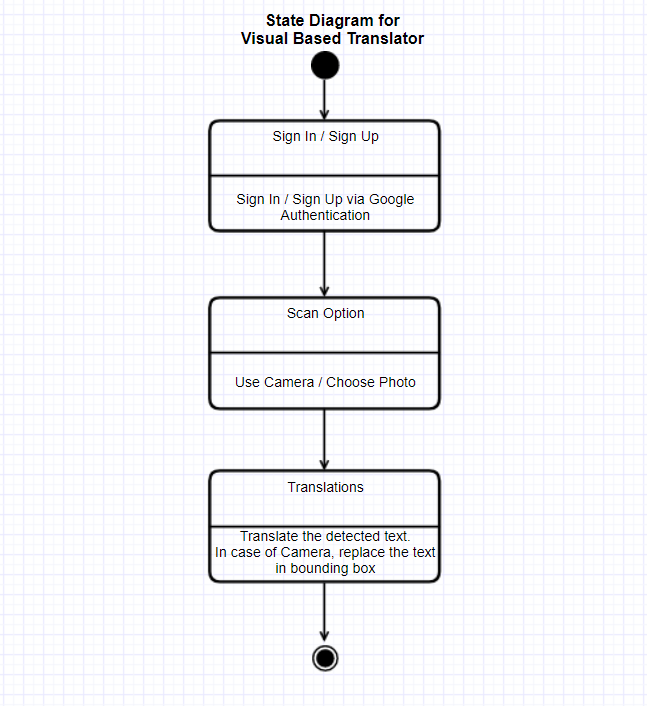 State Diagram for
Visual Based Translator
Sign In / Sign Up
Sign In / Sign Up via Google
Authentication
Scan Option
Use Camera / Choose Photo
Translations
Translate the detected text.
In case of Camera, replace the text
in bounding box